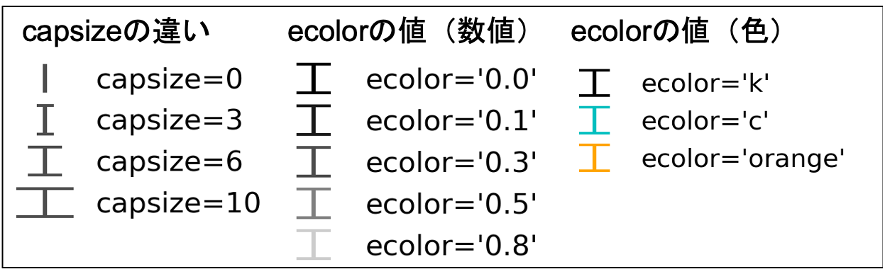 capsizeの違い
capsize=0
capsize=3
capsize=6
capsize=10
ecolorの値（数値）
ecolor='0.0'
ecolor='0.1'
ecolor='0.3'
ecolor='0.5'
ecolor='0.8'
ecolorの値（色）
ecolor='k'
ecolor='c'
ecolor='orange'